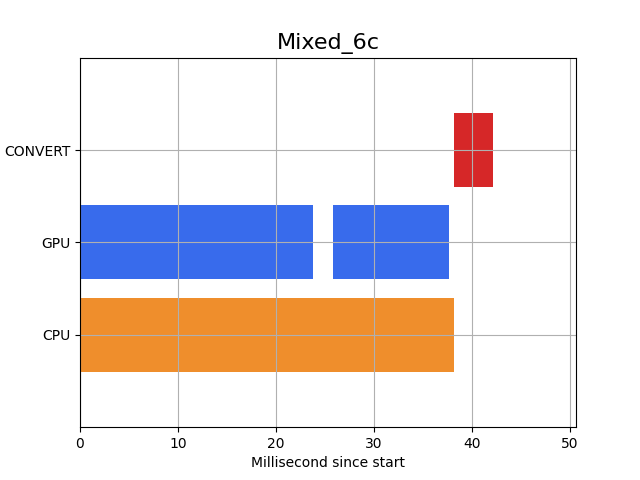 Mixed_6c
CONVERT
GPU
CPU
0 10 20 30 40 50
Millisecond since start